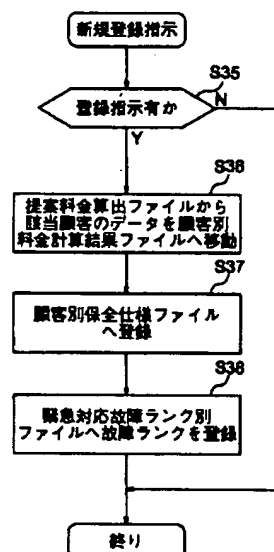 新規登録指示
S35
登録指示有か
N
Y
S36
提案料金算出ファイルから
該当顧客のデータを顧客別
料金計算結果ファイルへ移動
S37
顧客別保全仕様ファイル
へ登録
S38
緊急対応故障ランク別
ファイルへ故障ランクを登録
終り